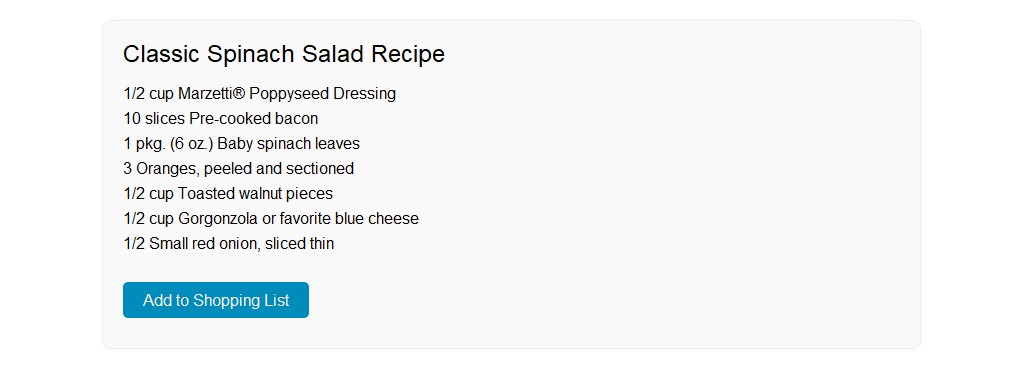 Classic Spinach Salad Recipe
1/2 cup Marzetti® Poppyseed Dressing
10 slices Pre-cooked bacon
1 pkg. (6 oz.) Baby spinach leaves
3 Oranges, peeled and sectioned
1/2 cup Toasted walnut pieces
1/2 cup Gorgonzola or favorite blue cheese
1/2 Small red onion, sliced thin
Add to Shopping List